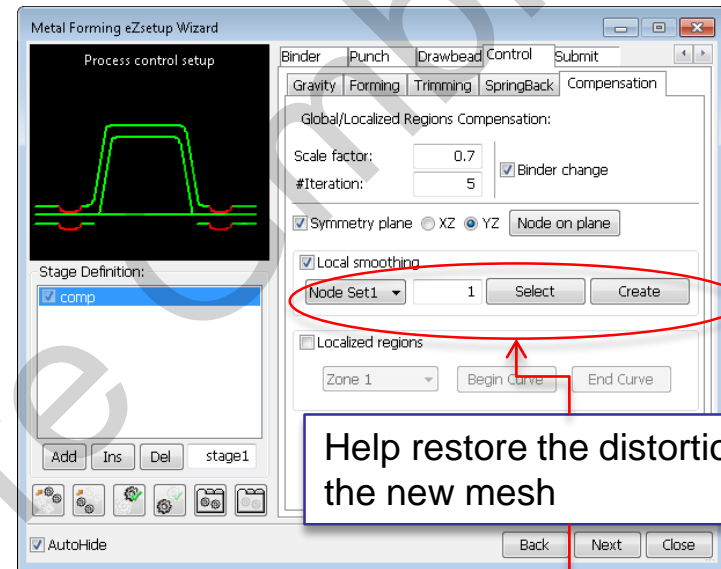 Metal Forming eZsetup Wizard
Process control setup
Binder Punch Drawbead Control Submit
Gravity Forming Trimming SpringBack Compensation
Global/Localized Regions Compensation:
Scale factor: 0.7
Binder change
#Iteration: 5
Symmetry plane XZ YZ Node on plane
Local smoothing
Node Set1 1 Select Create
Localized regions
Zone 1 Begin Curve End Curve
Stage Definition:
comp
Add Ins Del stage1
Help restore the
the new mesh
AutoHide
Back Next Close